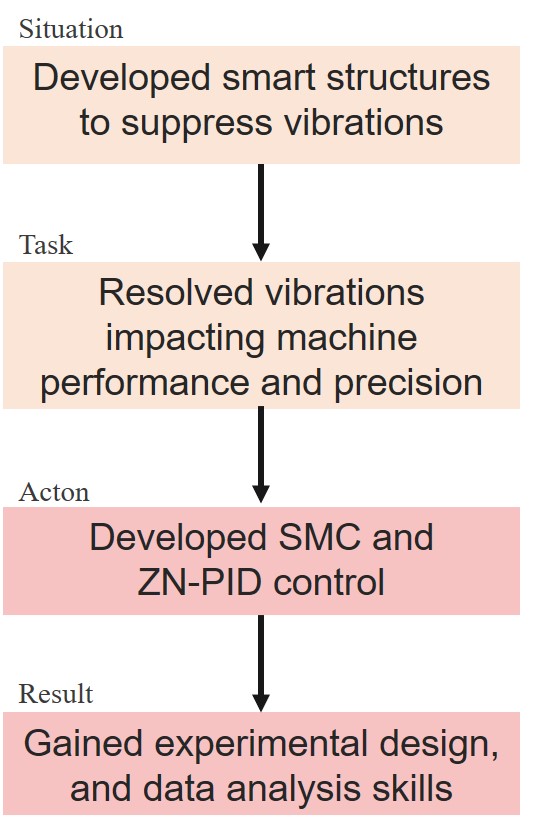 Situation
Developed smart structures
to suppress vibrations
Task
Resolved vibrations
impacting machine
performance and precision
Acton
Developed SMC and
ZN-PID control
Result
Gained experimental design,
and data analysis skills